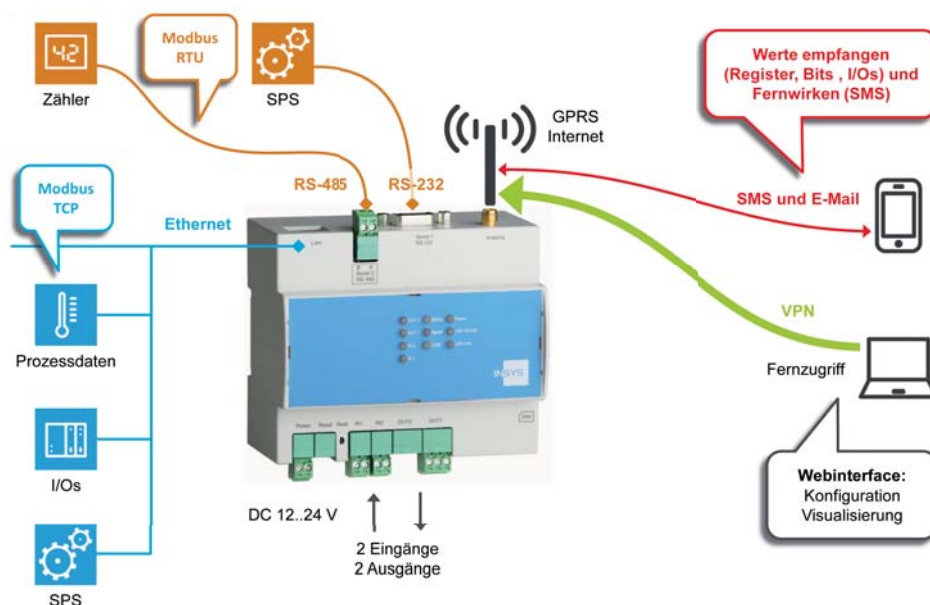 42
Zähler
Modbus
RTU
SPS
GPRS
Internet
Werte empfangen
(Register, Bits , I/Os) und
Fernwirken (SMS)
RS-485
RS-232
SMS und E-Mail
Modbus
TCP
Ethernet
VPN
Prozessdaten
Fernzugriff
INSYS
I/Os
Webinterface:
Konfiguration
Visualisierung
DC 12..24 V
2 Eingänge
2 Ausgänge
SPS